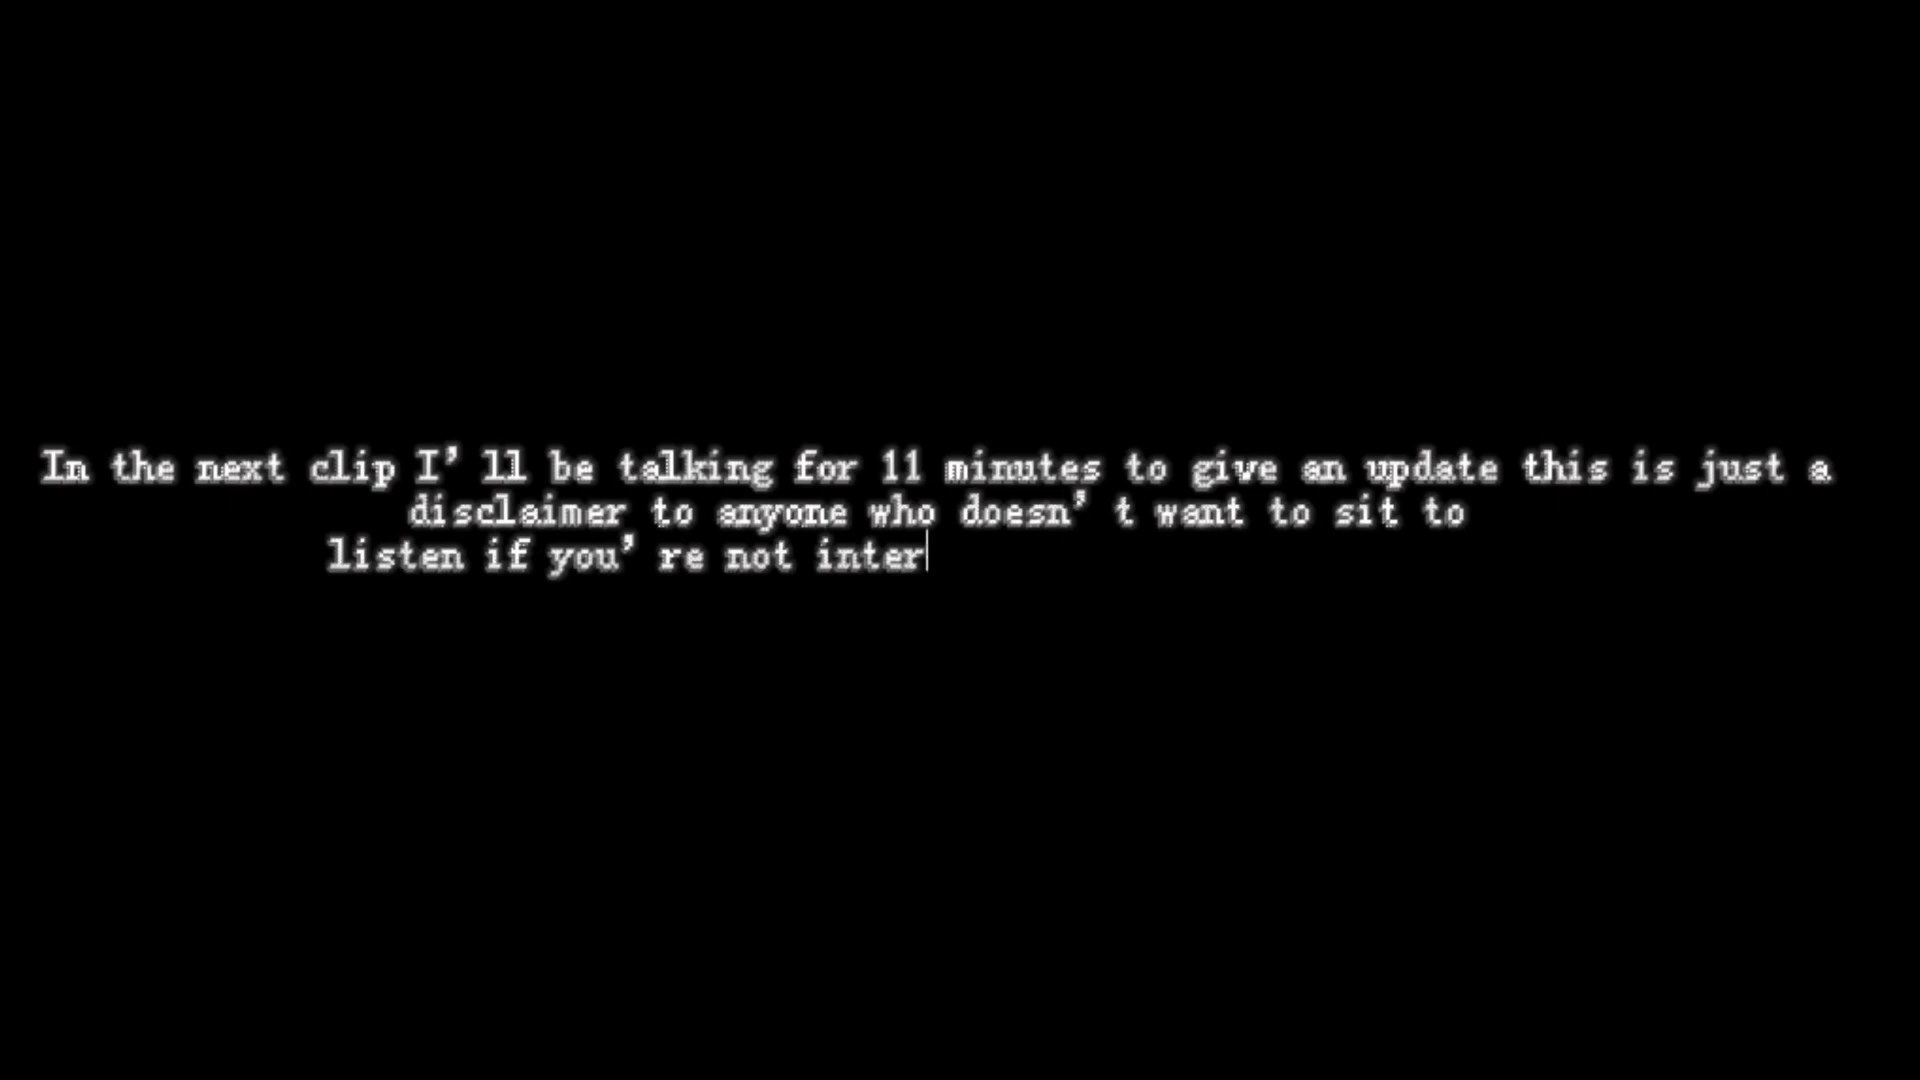 In the next clip I’ ll be talking for 11 minutes to give an update this is just a
disclaimer to anyone who doesn’ t want to sit to
listen if you’ re not inter